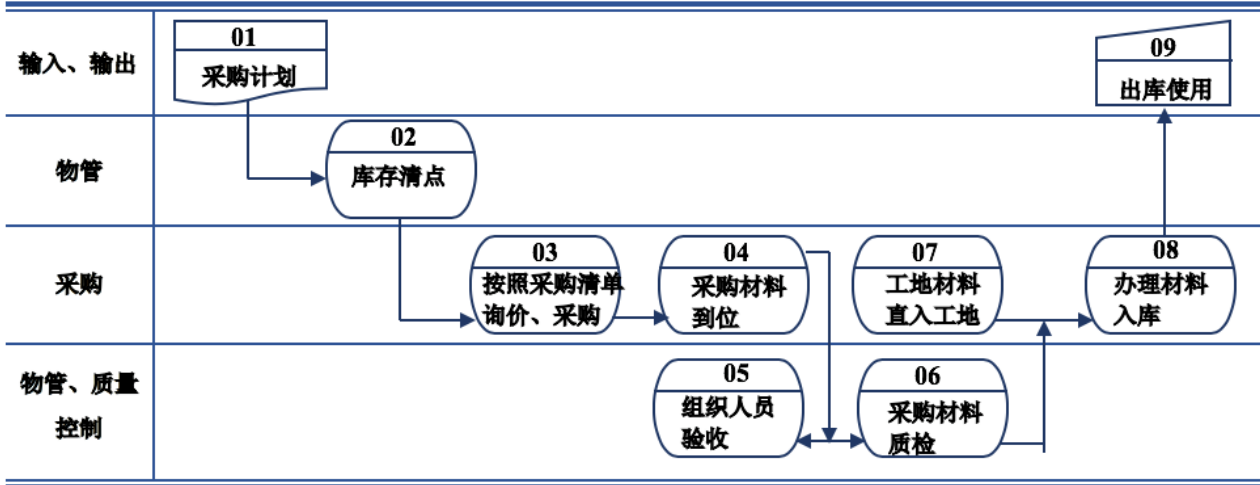 输入、输出
01
采购计划
09
出库使用
物管
02
库存清点
采购
03
按照采购清单
询价、采购
04
采购材料
到位
07
工地材料
直入工地
08
办理材料
入库
物管、质量
控制
05
组织人员
验收
06
采购材料
质检